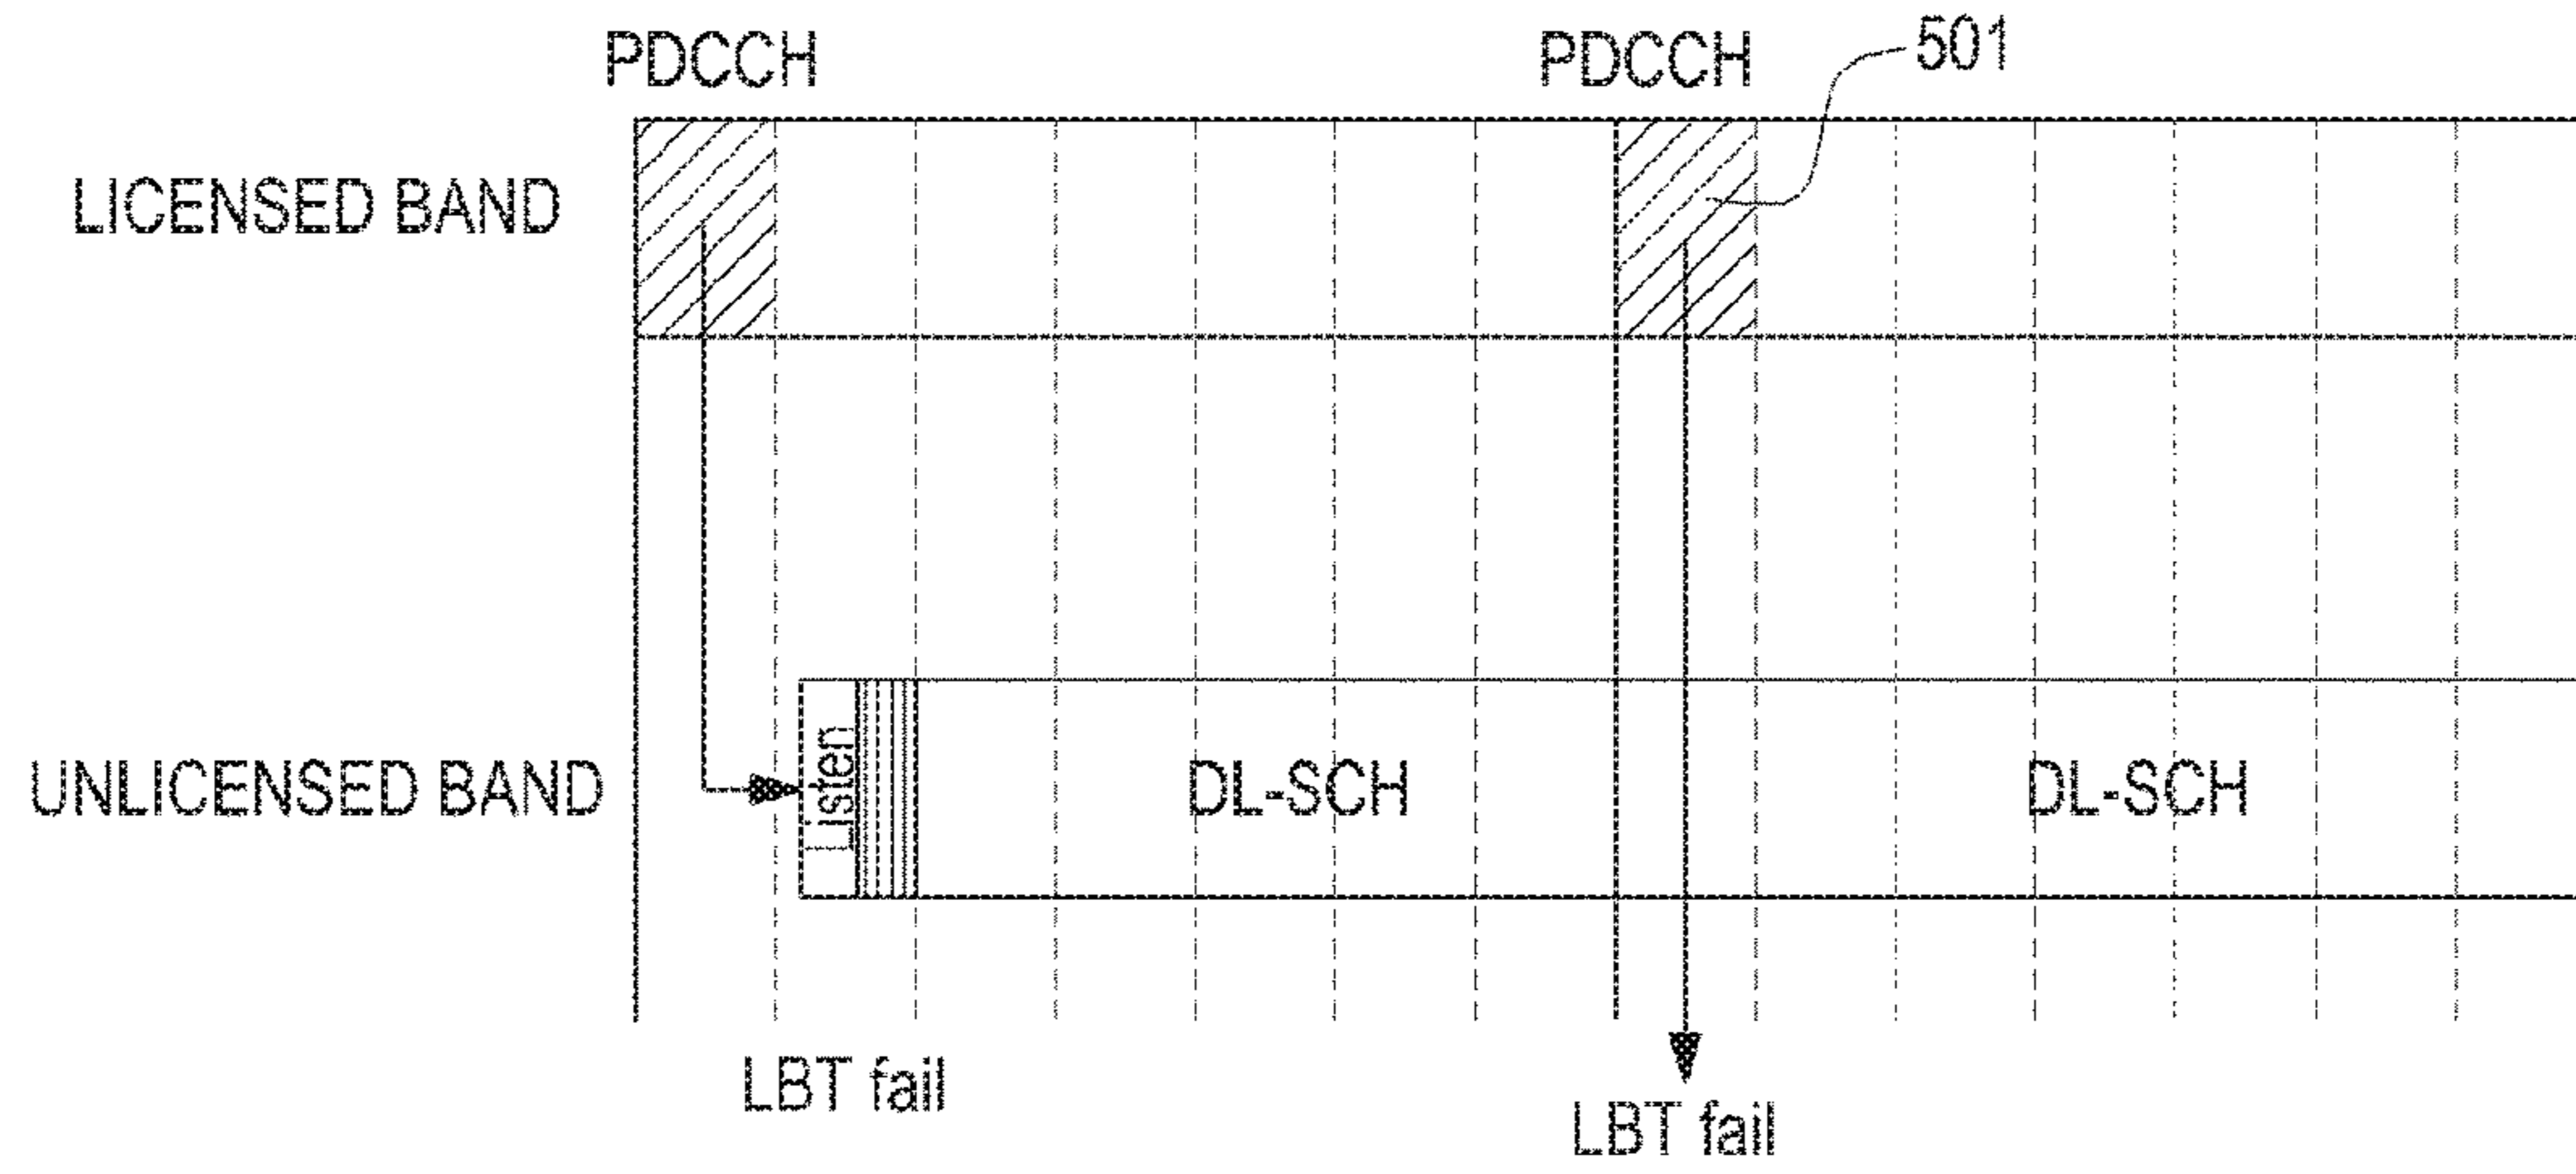 PDCCH
PDCCH
501
LICENSED BAND
UNLICENSED BAND
Listen
DL-SCH
DL-SCH
LBT fail
LBT fail